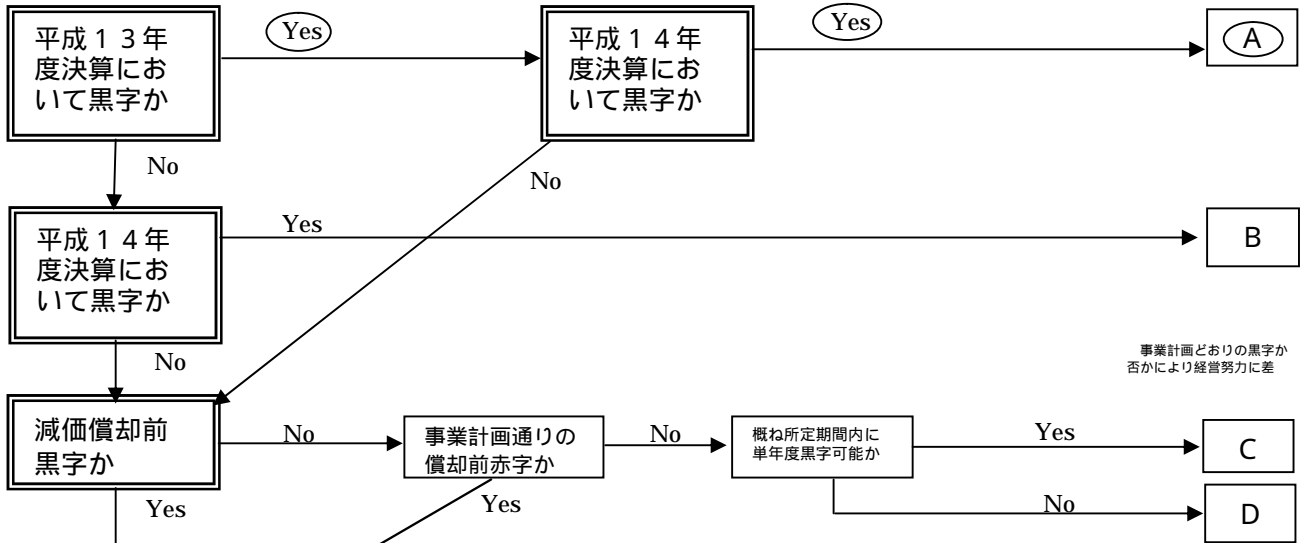 平成１３年
度決算にお
いて黒字か
Yes
平成１４年
度決算にお
いて黒字か
Yes
A
No
No
平成１４年
度決算にお
いて黒字か
Yes
B
No
事業計画どおりの黒字か
否かにより経営努力に差
減価償却前
黒字か
No
事業計画通りの
償却前赤字か
No
概ね所定期間内に
単年度黒字可能か
Yes
C
Yes
Yes
No
D